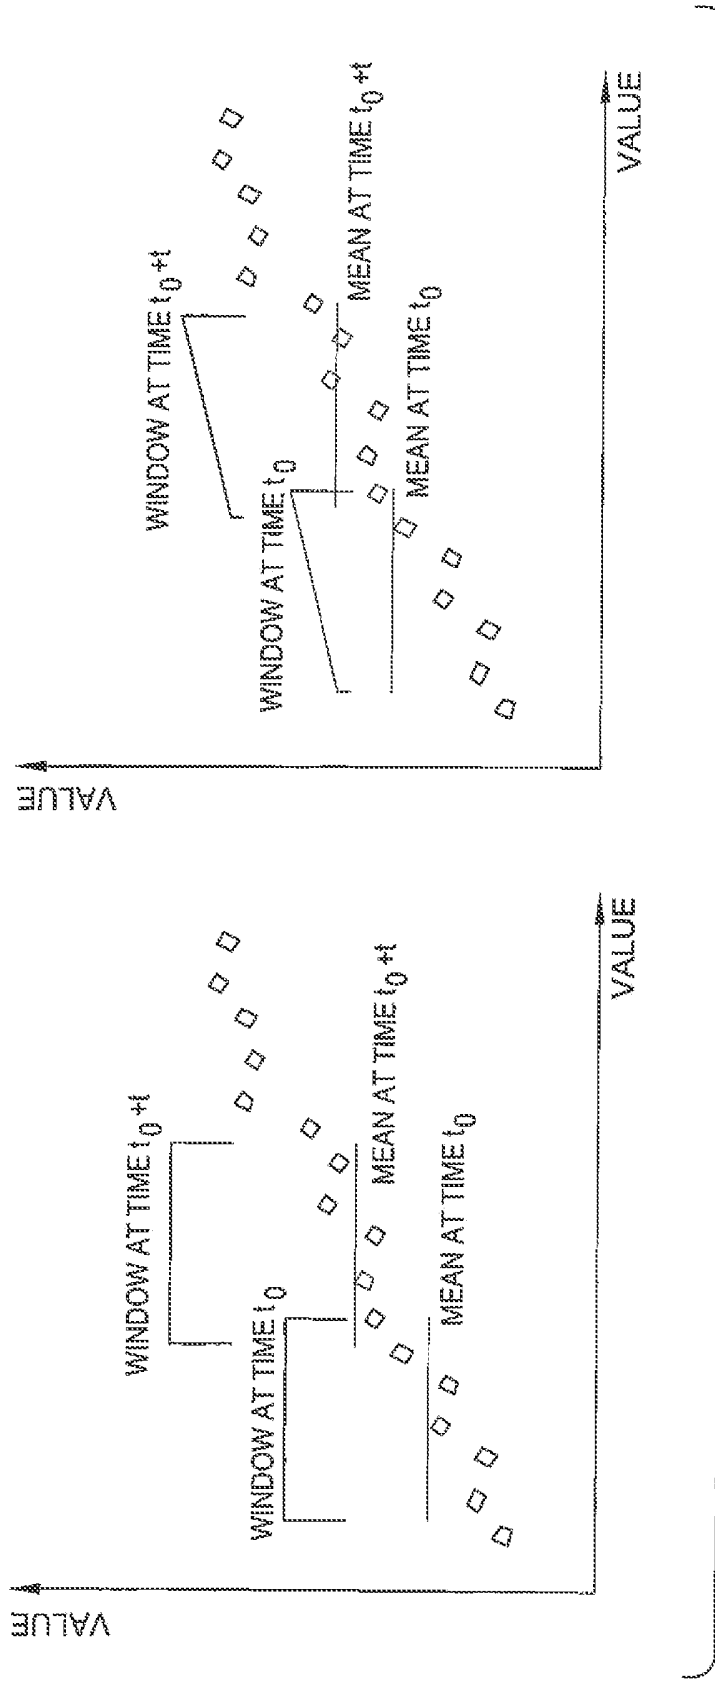 VALUE
WINDOW AT TIME t0 +t
WINDOW AT TIME t0
MEAN AT TIME t0 +t
MEAN AT TIME t0
VALUE
VALUE
WINDOW AT TIME t0 +t
WINDOW AT TIME t0
MEAN AT TIME t0 +t
MEAN AT TIME t0
VALUE